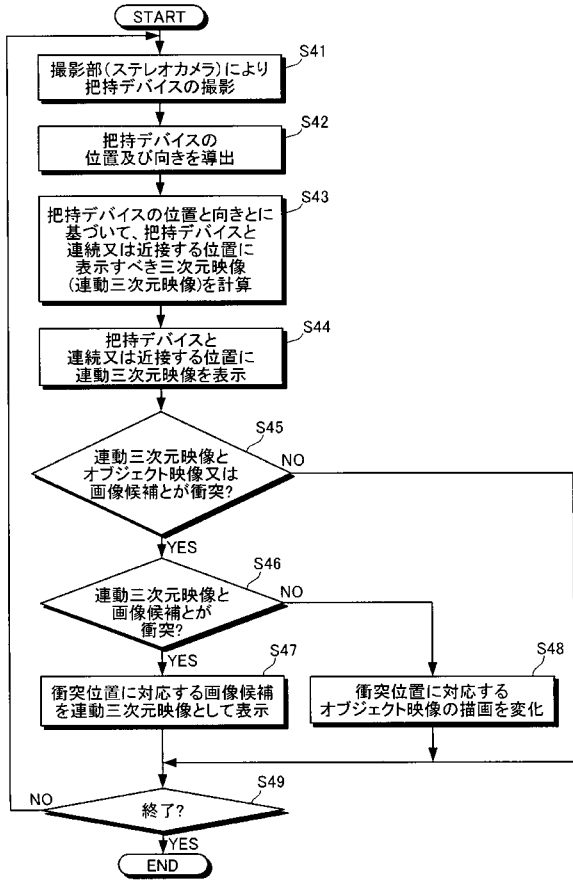 START
S41
撮影部(ステレオカメラ)により
把持デバイスの撮影
S42
把持デバイスの
位置及び向きを導出
S43
把持デバイスの位置と向きとに
基づいて、把持デバイスと
連続又は近接する位置に
表示すべき三次元映像
(連動三次元映像)を計算
S44
把持デバイスと
連続又は近接する位置に
連動三次元映像を表示
S45
連動三次元映像と
オブジェクト映像又は
画像候補とが衝突?
NO
YES
S46
連動三次元映像と
画像候補とが
衝突?
NO
YES
S47
衝突位置に対応する画像候補
を連動三次元映像として表示
S48
衝突位置に対応する
オブジェクト映像の描画を変化
S49
終了?
NO
YES
END